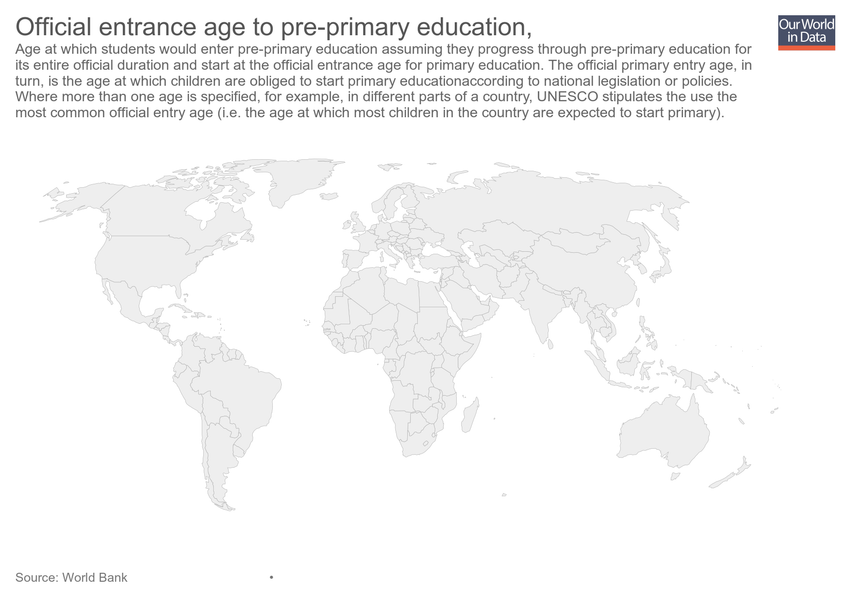 Official entrance age to pre-primary education,
Our World
in Data
Age at which students would enter pre-primary education assuming they progress through pre-primary education for
its entire official duration and start at the official entrance age for primary education. The official primary entry age, in
turn, is the age at which children are obliged to start primary educationaccording to national legislation or policies.
Where more than one age is specified, for example, in different parts of a country, UNESCO stipulates the use the
most common official entry age (i.e. the age at which most children in the country are expected to start primary).
Source: World Bank •